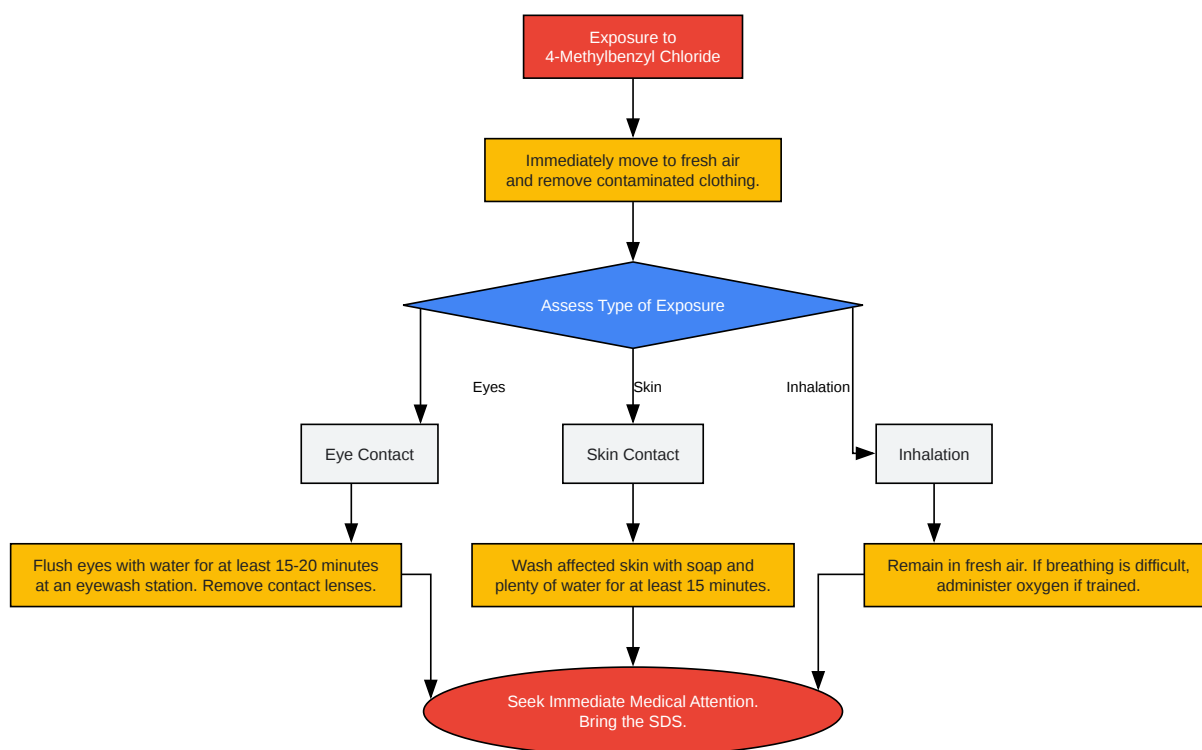 Exposure to
4-Methylbenzyl Chloride
Immediately move to fresh air
and remove contaminated clothing.
Assess Type of Exposure
Eyes
Skin
Inhalation
Eye Contact
Skin Contact
Inhalation
Flush eyes with water for at least 15-20 minutes
at an eyewash station. Remove contact lenses.
Wash affected skin with soap and
plenty of water for at least 15 minutes.
Remain in fresh air. If breathing is difficult,
administer oxygen if trained.
Seek Immediate Medical Attention.
Bring the SDS.